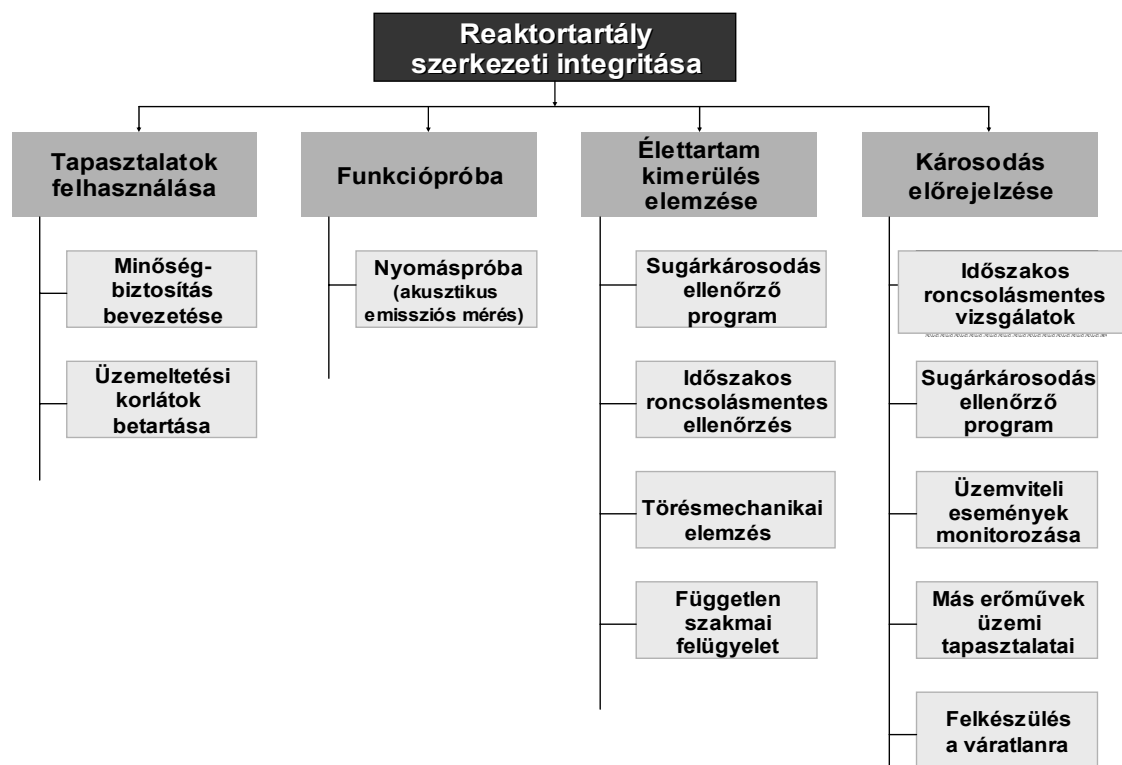 Reaktortartály
szerkezeti integritása
Tapasztalatok
felhasználása
Minőség-
biztosítás
bevezetése
Üzemeltetési
korlátok
betartása
Funkciópróba
Nyomáspróba
(akusztikus
emissziós mérés)
Élettartam
kimerülés
elemzése
Sugárkárosodás
ellenőrző
program
Időszakos
roncsolásmentes
ellenőrzés
Törésmechanikai
elemzés
Független
szakmai
felügyelet
Károsodás
előrejelzése
Időszakos
roncsolásmentes
vizsgálatok
Sugárkárosodás
ellenőrző
program
Üzemviteli
események
monitorozása
Más erőművek
üzemi
tapasztalatai
Felkészülés
a váratlanra